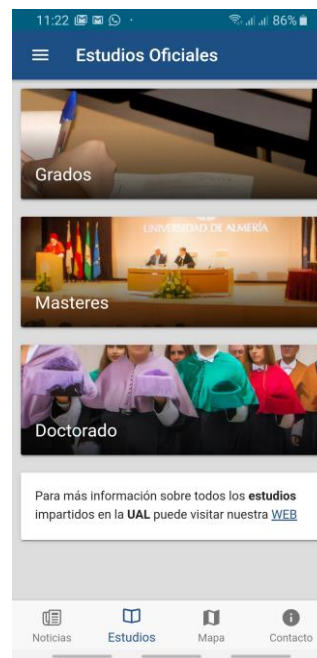 11:22 86%
Estudios Oficiales
Grados
UNIVERSIDAD DE ALMERÍA
Masteres
Doctorado
Para más información sobre todos los estudios
impartidos en la UAL puede visitar nuestra WEB
Noticias Estudios Mapa Contacto